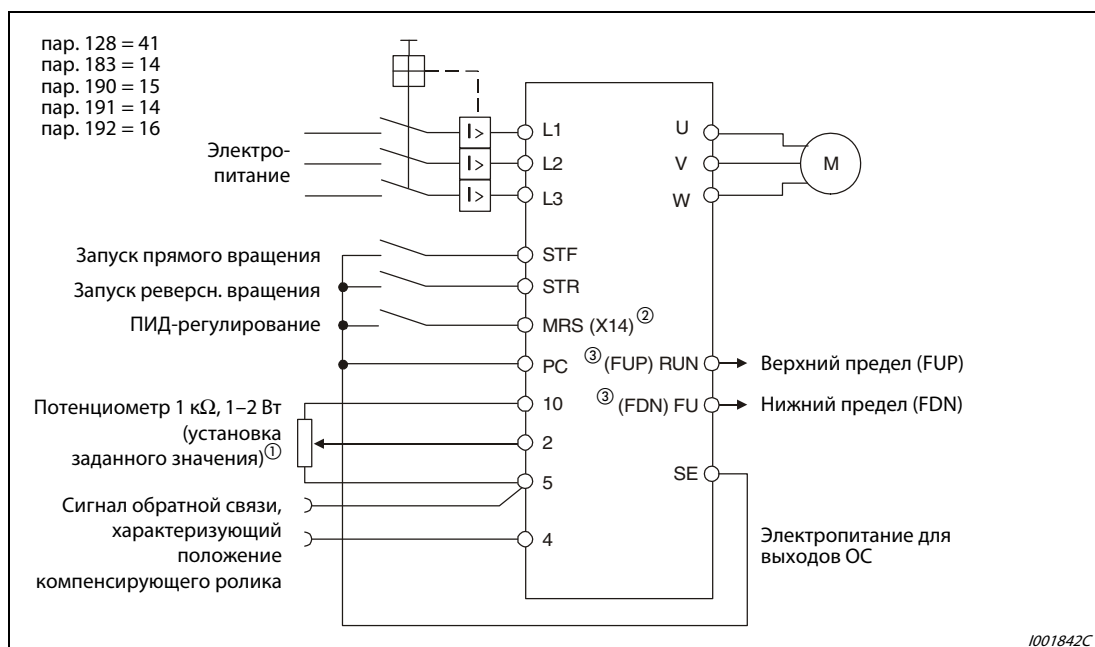 пар. 128 = 41
пар. 183 = 14
пар. 190 = 15
пар. 191 = 14
пар. 192 = 16
Электро-
питание
I>
I>
I>
L1
L2
L3
U
V
W
M
Запуск прямого вращения
STF
Запуск реверсн. вращения
STR
ПИД-регулирование
MRS (X14)②
PC
③(FUP) RUN
Верхний предел (FUP)
③ (FDN) FU
Нижний предел (FDN)
Потенциометр 1 кΩ, 1–2 Вт
(установка
заданного значения)①
10
2
5
SE
Сигнал обратной связи,
характеризующий
положение
компенсирующего ролика
4
Электропитание для
выходов ОС
I001842C